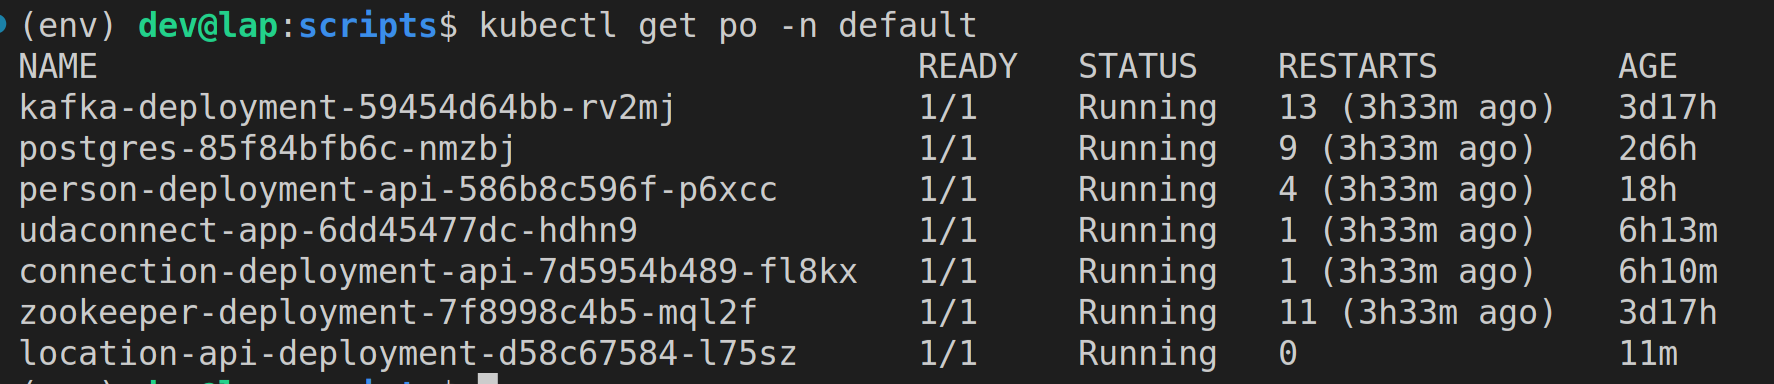 (env) dev@lap:scripts$ kubectl get po -n default
NAME READY STATUS RESTARTS AGE
kafka-deployment-59454d64bb-rv2mj 1/1 Running 13 (3h33m ago) 3d17h
postgres-85f84bfb6c-nmzbj 1/1 Running 9 (3h33m ago) 2d6h
person-deployment-api-586b8c596f-p6xcc 1/1 Running 4 (3h33m ago) 18h
udaconnect-app-6dd45477dc-hdhn9 1/1 Running 1 (3h33m ago) 6h13m
connection-deployment-api-7d5954b489-fl8kx 1/1 Running 1 (3h33m ago) 6h10m
zookeeper-deployment-7f8998c4b5-mql2f 1/1 Running 11 (3h33m ago) 3d17h
location-api-deployment-d58c67584-l75sz 1/1 Running 0 11m